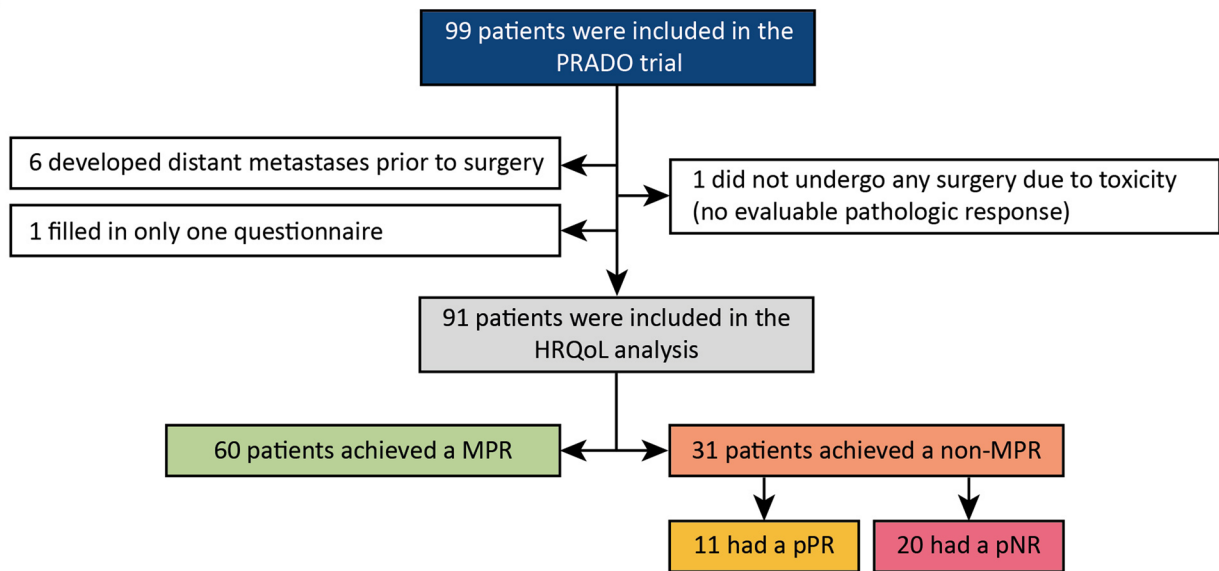 99 patients were included in the
PRADO trial
6 developed distant metastases prior to surgery
1 did not undergo any surgery due to toxicity
(no evaluable pathologic response)
1 filled in only one questionnaire
91 patients were included in the
HRQoL analysis
60 patients achieved a MPR
31 patients achieved a non-MPR
11 had a pPR
20 had a pNR